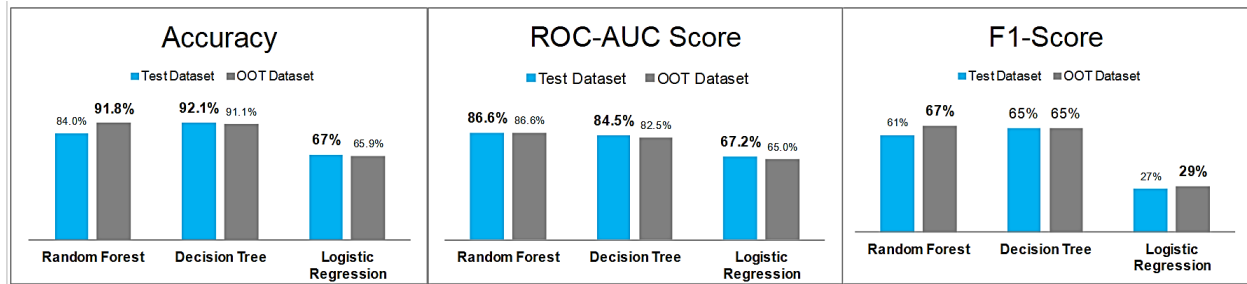 Accuracy
Test Dataset OOT Dataset
84.0% 91.8% 92.1% 91.1% 67% 65.9%
Random Forest Decision Tree Logistic
Regression
ROC-AUC Score
Test Dataset OOT Dataset
86.6% 86.6% 84.5% 82.5% 67.2% 65.0%
Random Forest Decision Tree Logistic
Regression
F1-Score
Test Dataset OOT Dataset
61% 67% 65% 65% 27% 29%
Random Forest Decision Tree Logistic
Regression